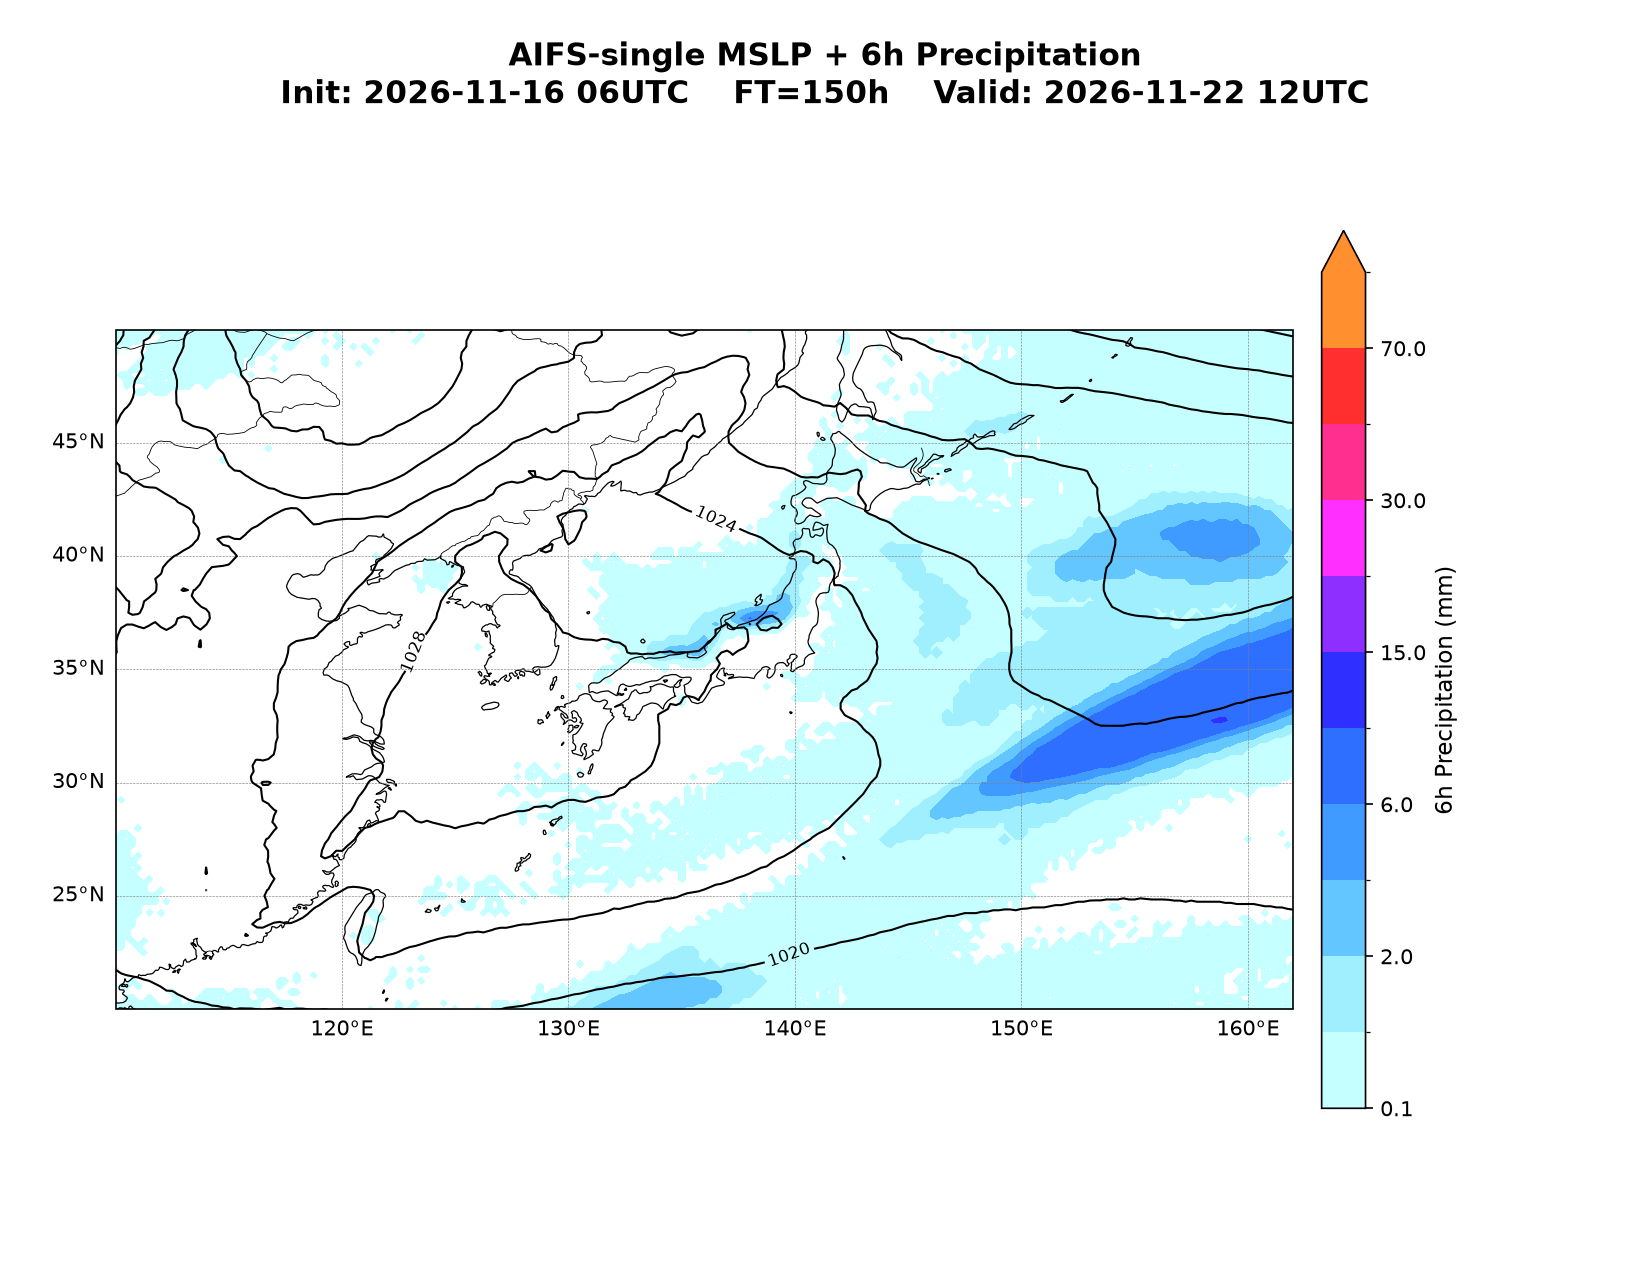 AIFS-single MSLP + 6h Precipitation
Init: 2026-11-16 06UTC    FT=150h    Valid: 2026-11-22 12UTC
45°N
40°N
35°N
30°N
25°N
120°E
130°E
140°E
150°E
160°E
1024
1028
1020
70.0
30.0
15.0
6.0
2.0
0.1
6h Precipitation (mm)